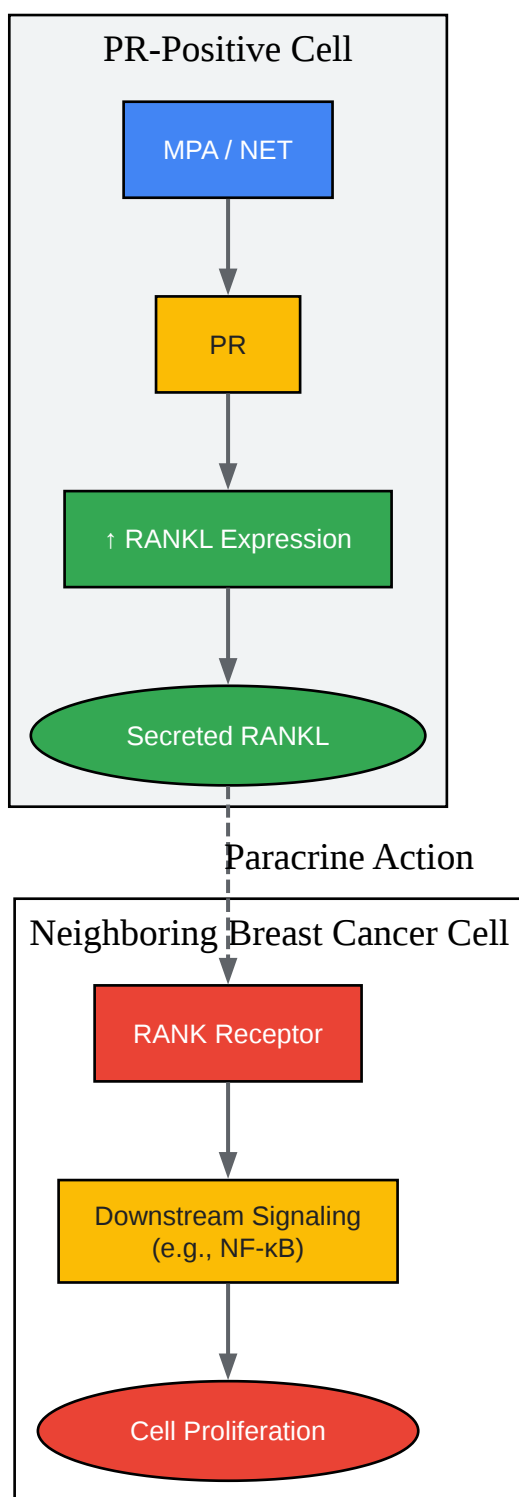 PR-Positive Cell
MPA / NET
PR
↑ RANKL Expression
Secreted RANKL
Paracrine Action
Neighboring Breast Cancer Cell
RANK Receptor
Downstream Signaling
(e.g., NF-κB)
Cell Proliferation